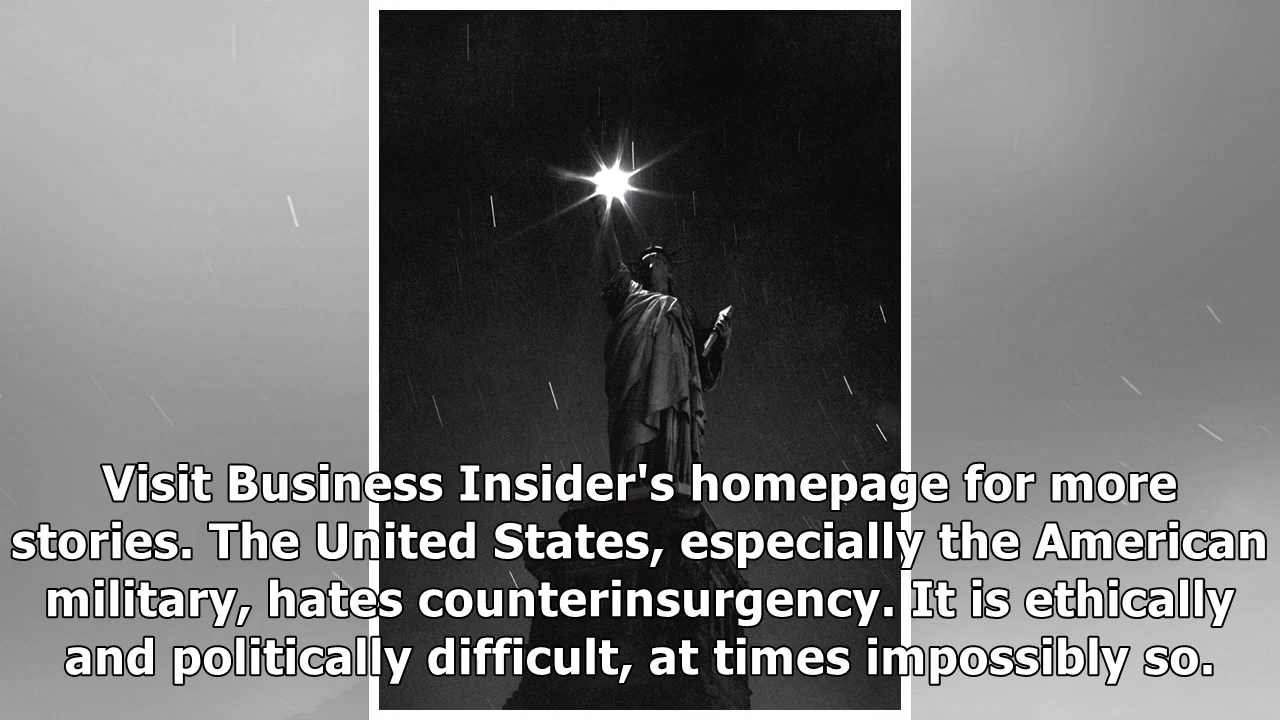 Visit Business Insider's homepage for more
stories. The United States, especially the American
military, hates counterinsurgency. It is ethically
and politically difficult, at times impossibly so.